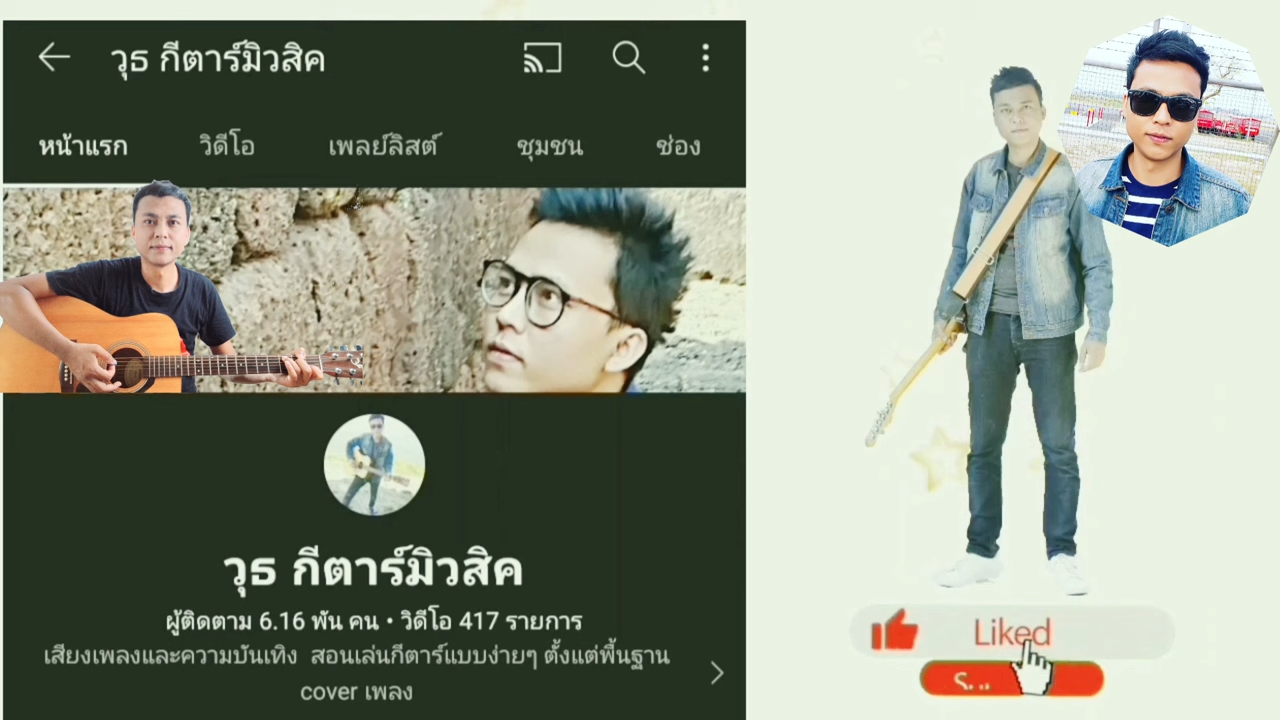 วุธ กีตาร์มิวสิค
หน้าแรก วิดีโอ เพลย์ลิสต์ ชุมชน ช่อง
วุธ กีตาร์มิวสิค
ผู้ติดตาม 6.16 พัน คน • วิดีโอ 417 รายการ
เสียงเพลงและความบันเทิง สอนเล่นกีตาร์แบบง่ายๆ ตั้งแต่พื้นฐาน
cover เพลง
Liked